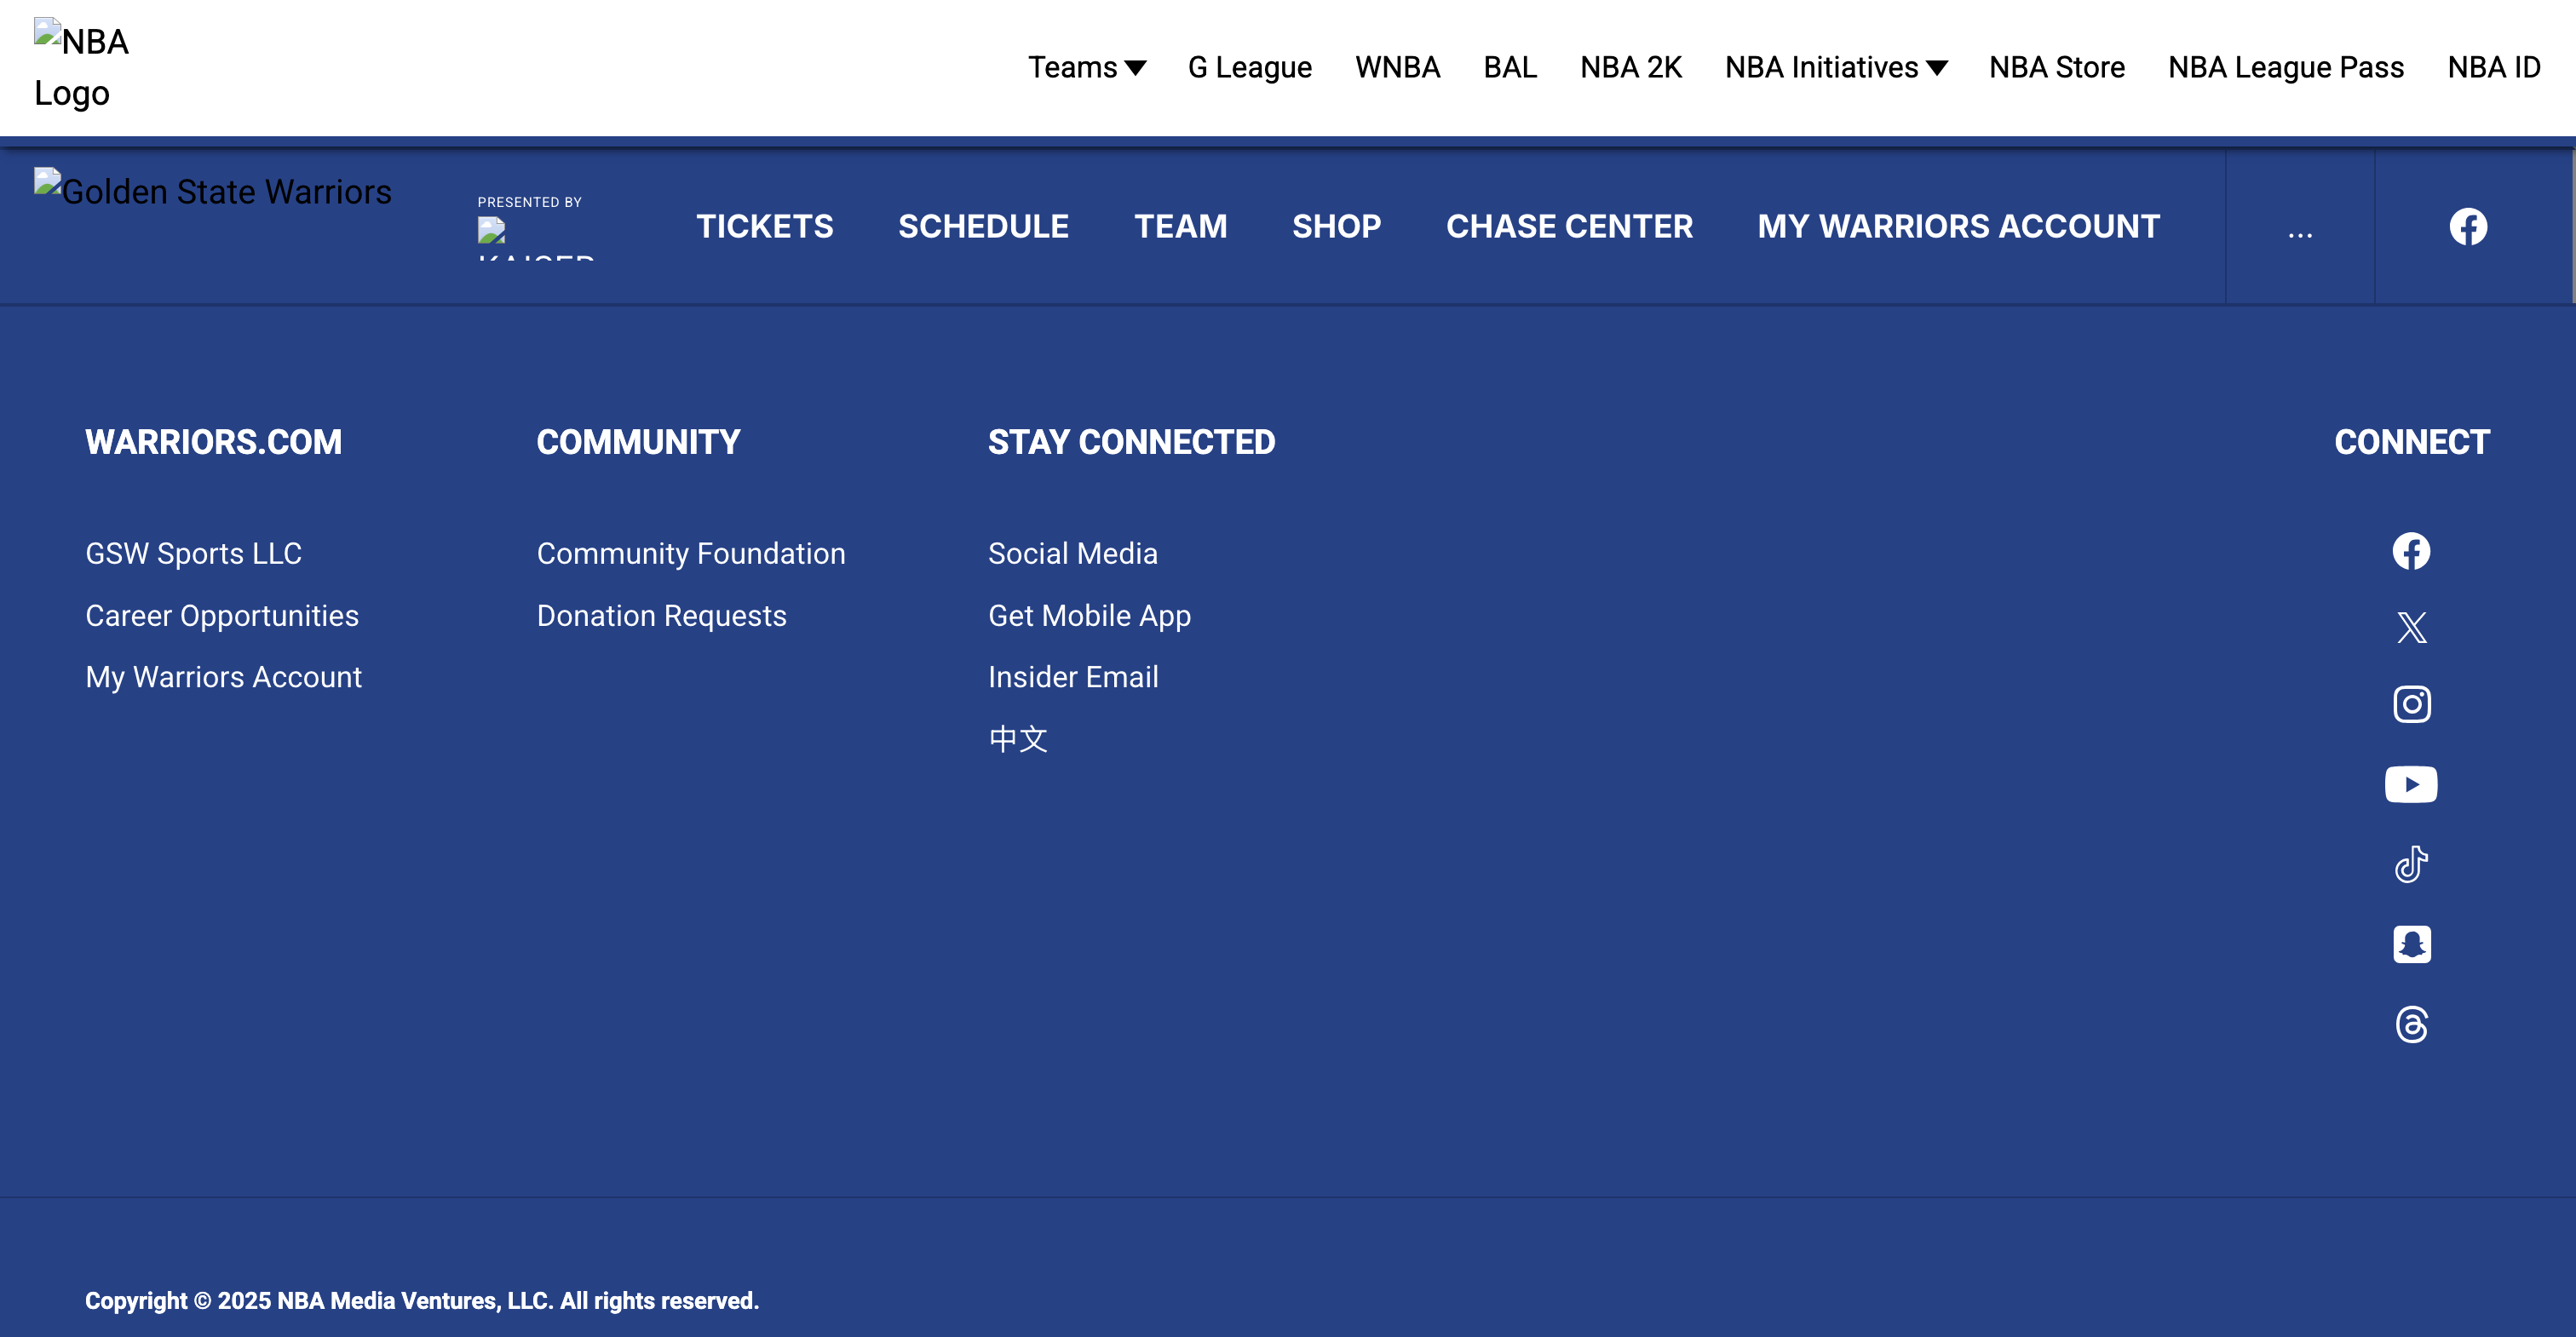 NBA
Logo
Teams G League WNBA BAL NBA 2K NBA Initiatives NBA Store NBA League Pass NBA ID
Golden State Warriors
PRESENTED BY
TICKETS SCHEDULE TEAM SHOP CHASE CENTER MY WARRIORS ACCOUNT ...
WARRIORS.COM
GSW Sports LLC
Career Opportunities
My Warriors Account
COMMUNITY
Community Foundation
Donation Requests
STAY CONNECTED
Social Media
Get Mobile App
Insider Email
中文
CONNECT
Copyright © 2025 NBA Media Ventures, LLC. All rights reserved.